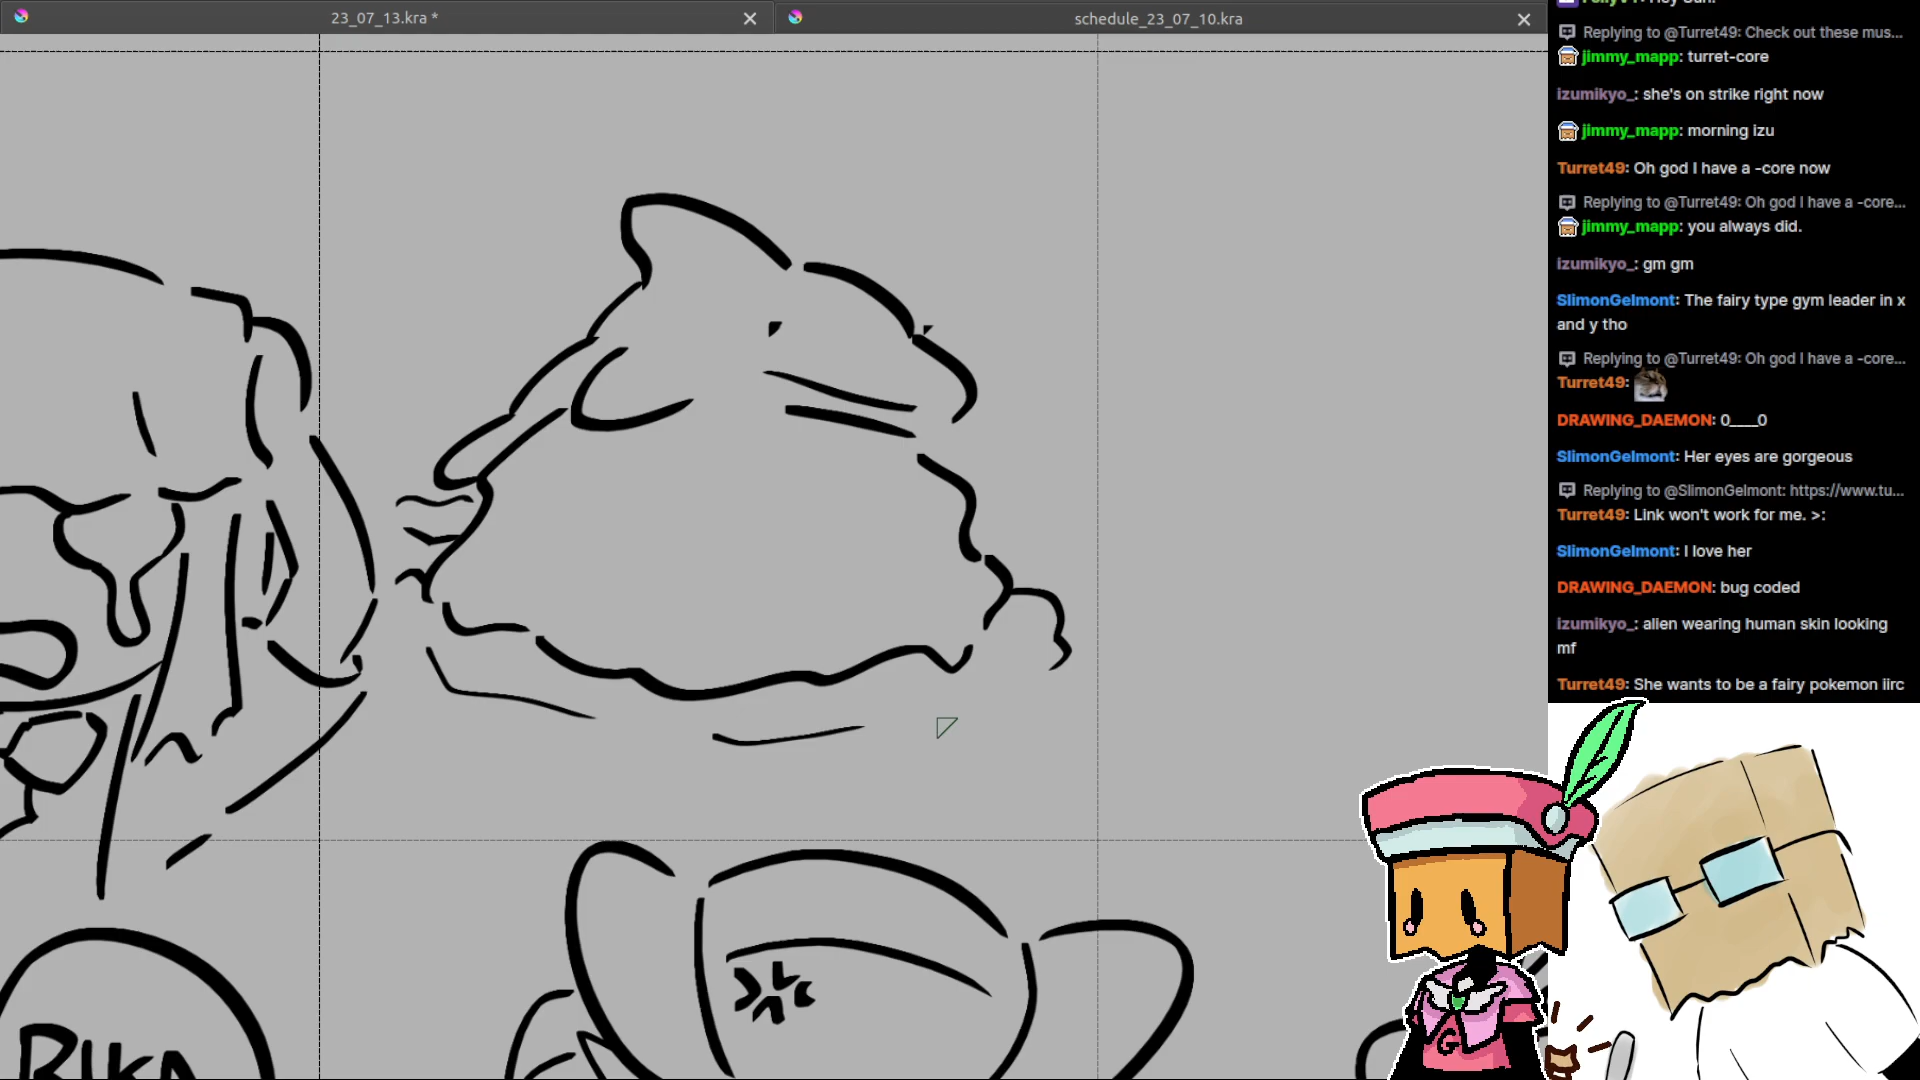 23_07_13.kra *
schedule_23_07_10.kra
Replying to @Turret49: Check out these mus...
jimmy_mapp: turret-core
izumikyo_: she's on strike right now
jimmy_mapp: morning izu
Turret49: Oh god I have a -core now
Replying to @Turret49: Oh god I have a -core...
jimmy_mapp: you always did.
izumikyo_: gm gm
SlimonGelmont: The fairy type gym leader in x
and y tho
Replying to @Turret49: Oh god I have a -core...
Turret49:
DRAWING_DAEMON: 0____0
SlimonGelmont: Her eyes are gorgeous
Replying to @SlimonGelmont: https://www.tu...
Turret49: Link won't work for me. >:
SlimonGelmont: I love her
DRAWING_DAEMON: bug coded
izumikyo_: alien wearing human skin looking
mf
Turret49: She wants to be a fairy pokemon iirc
G
RIKA